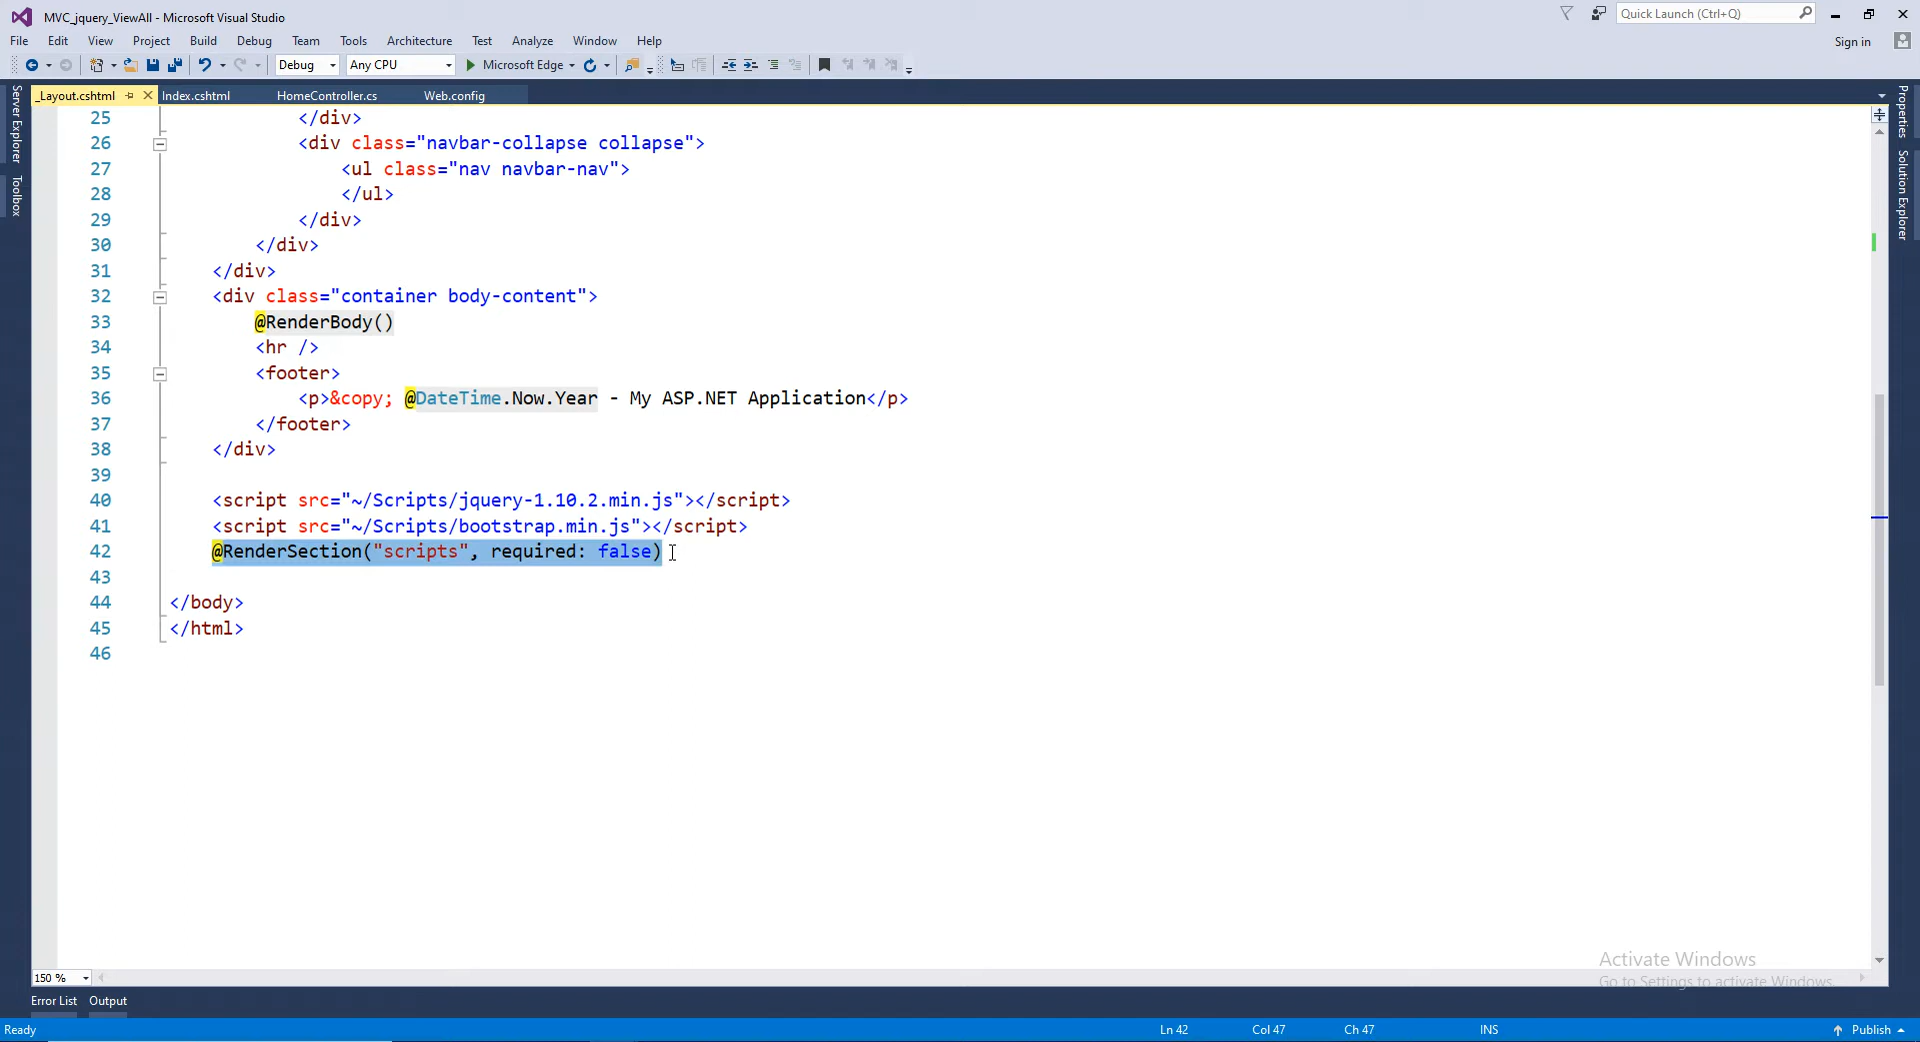 MVC_jquery_ViewAll - Microsoft Visual Studio
Quick Launch (Ctrl+Q)
File Edit View Project Build Debug Team Tools Architecture Test Analyze Window Help
Sign in
Debug Any CPU Microsoft Edge
_Layout.cshtml Index.cshtml HomeController.cs Web.config
Server Explorer
Toolbox
Properties
Solution Explorer
25 </div>
26 <div class="navbar-collapse collapse">
27 <ul class="nav navbar-nav">
28 </ul>
29 </div>
30 </div>
31 </div>
32 <div class="container body-content">
33 @RenderBody()
34 <hr />
35 <footer>
36 <p>&copy; @DateTime.Now.Year - My ASP.NET Application</p>
37 </footer>
38 </div>
39
40 <script src="~/Scripts/jquery-1.10.2.min.js"></script>
41 <script src="~/Scripts/bootstrap.min.js"></script>
42 @RenderSection("scripts", required: false)
43
44 </body>
45 </html>
46
Activate Windows
Go to Settings to activate Windows.
150 %
Error List Output
Ready Ln 42 Col 47 Ch 47 INS Publish